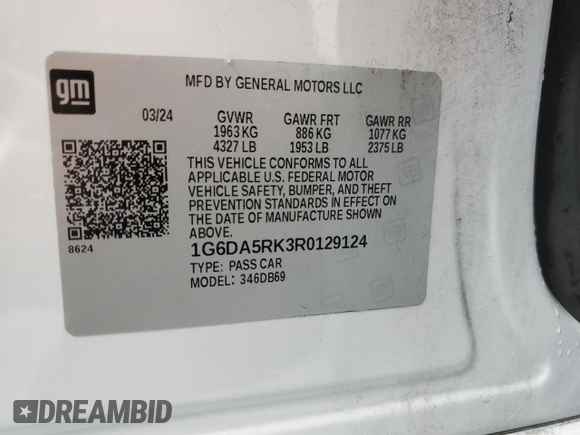 gm
MFD BY GENERAL MOTORS LLC
03/24 GVWR GAWR FRT GAWR RR
1963 KG 886 KG 1077 KG
4327 LB 1953 LB 2375 LB
THIS VEHICLE CONFORMS TO ALL
APPLICABLE U.S. FEDERAL MOTOR
VEHICLE SAFETY, BUMPER, AND THEFT
PREVENTION STANDARDS IN EFFECT ON
THE DATE OF MANUFACTURE SHOWN
ABOVE.
8624
1G6DA5RK3R0129124
TYPE: PASS CAR
MODEL: 346DB69
DREAMBID